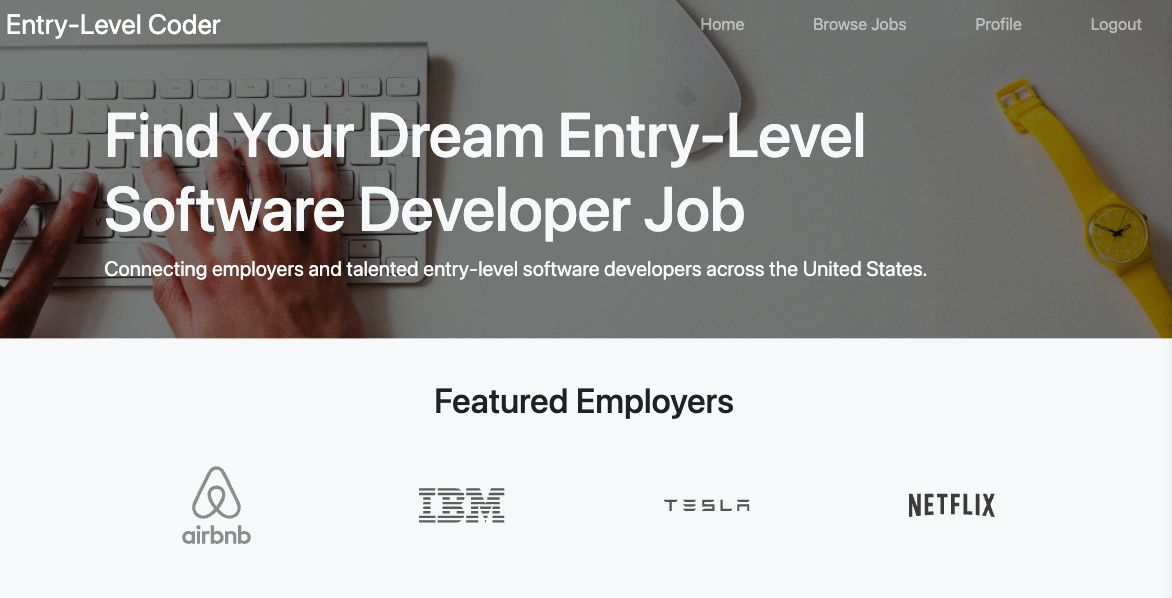 Entry-Level Coder
Home
Browse Jobs
Profile
Logout
Find Your Dream Entry-Level
Software Developer Job
Connecting employers and talented entry-level software developers across the United States.
Featured Employers
airbnb
IBM
TESLA
NETFLIX